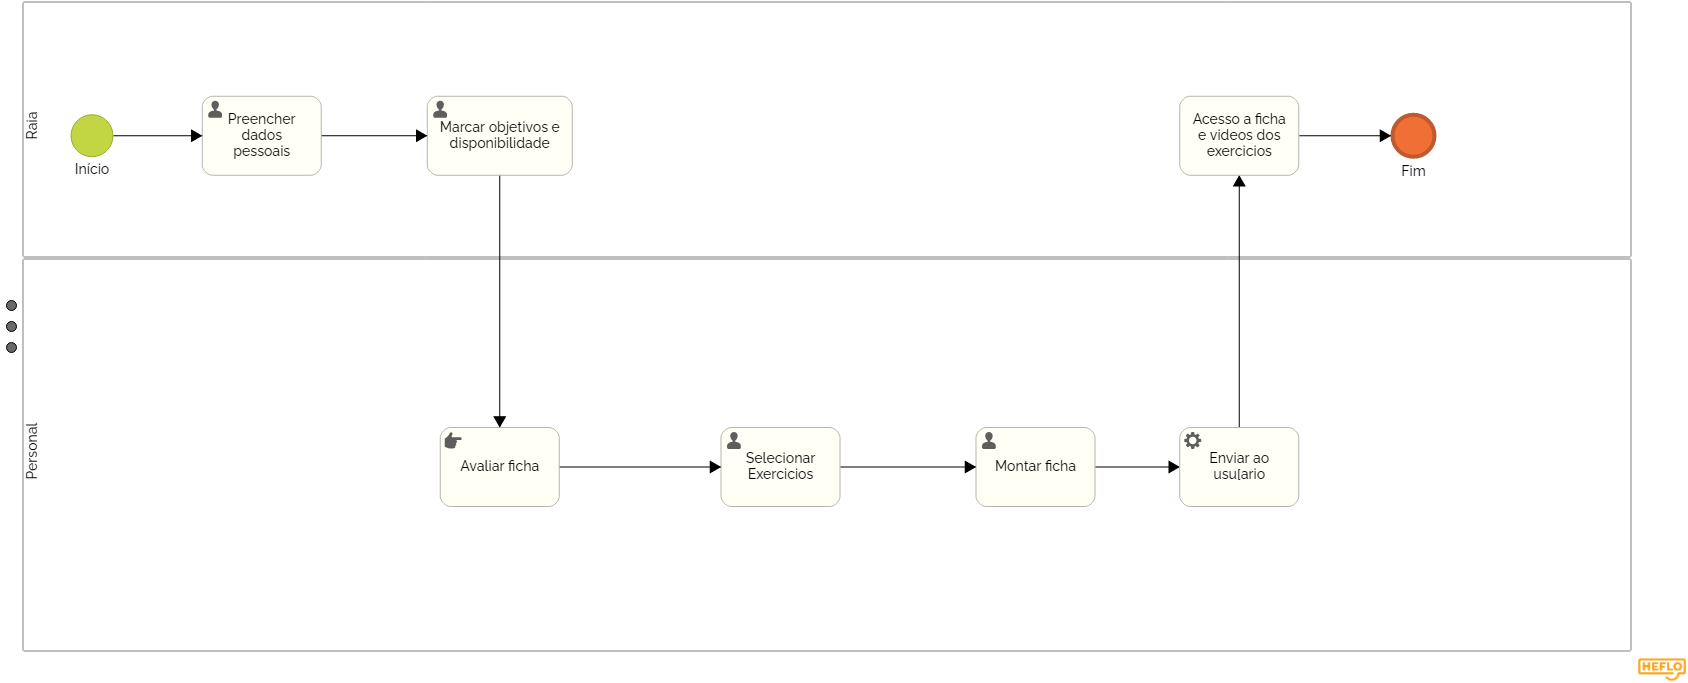 Raia
Início
Preencher
dados
pessoais
Marcar objetivos e
disponibilidade
Acesso a ficha
e videos dos
exercicios
Fim
Personal
Avaliar ficha
Selecionar
Exercicios
Montar ficha
Enviar ao
usu[ario
HEFLO